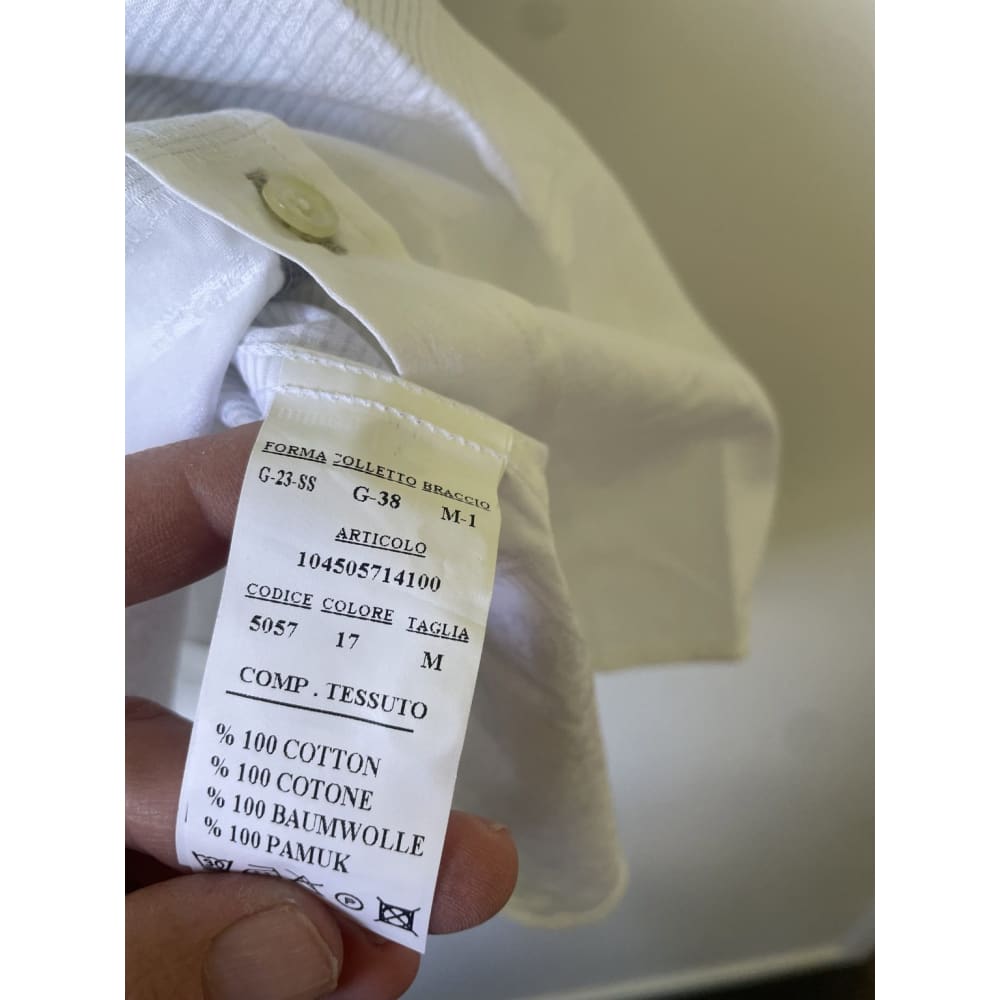 FORMA COLLETTO BRACCIO
G-23-SS G-38 M-1
ARTICOLO
104505714100
CODICE COLORE TAGLIA
5057 17 M
COMP . TESSUTO
% 100 COTTON
% 100 COTONE
% 100 BAUMWOLLE
% 100 PAMUK
30 P